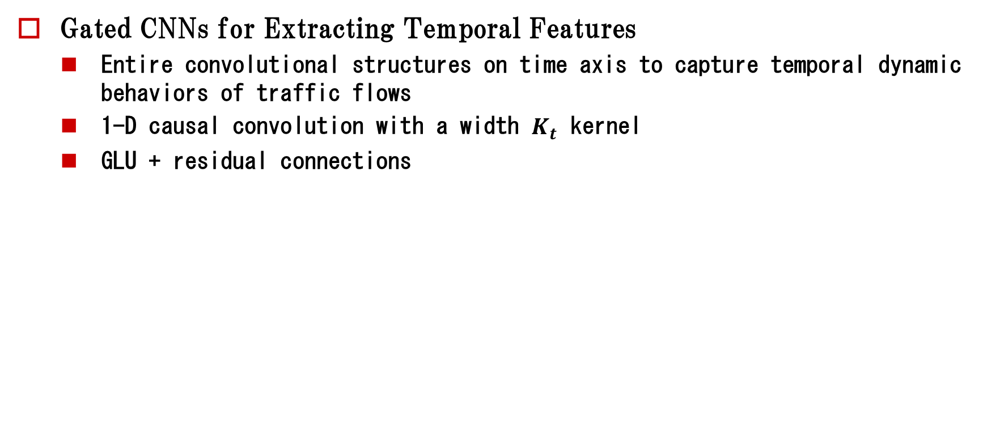 Gated CNNs for Extracting Temporal Features
Entire convolutional structures on time axis to capture temporal dynamic
behaviors of traffic flows
1-D causal convolution with a width K_t kernel
GLU + residual connections